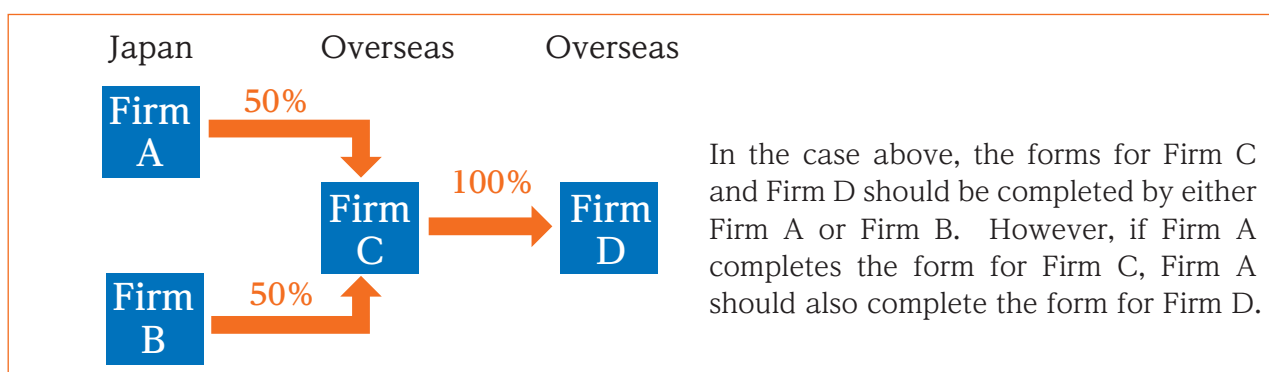 Japan
Overseas
Overseas
Firm
A
50%
Firm
C
100%
Firm
D
Firm
B
50%
In the case above, the forms for Firm C
and Firm D should be completed by either
Firm A or Firm B. However, if Firm A
completes the form for Firm C, Firm A
should also complete the form for Firm D.